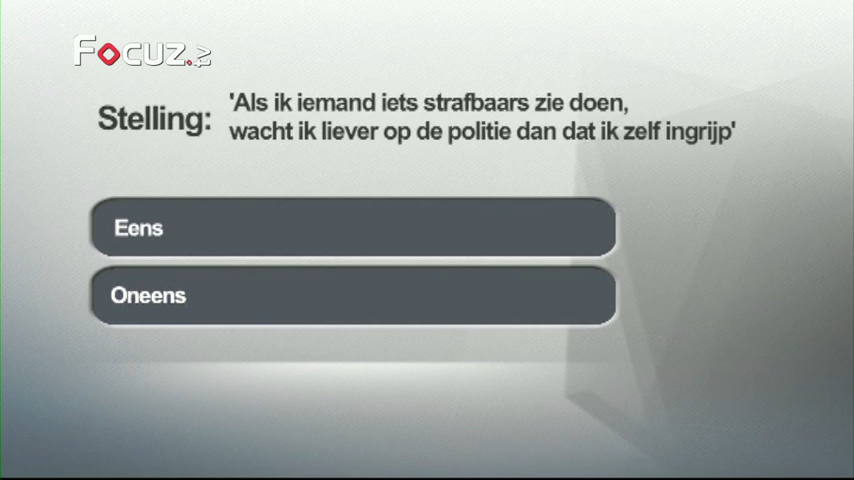 Focuz.tv
Stelling:
'Als ik iemand iets strafbaars zie doen,
wacht ik liever op de politie dan dat ik zelf ingrijp'
Eens
Oneens